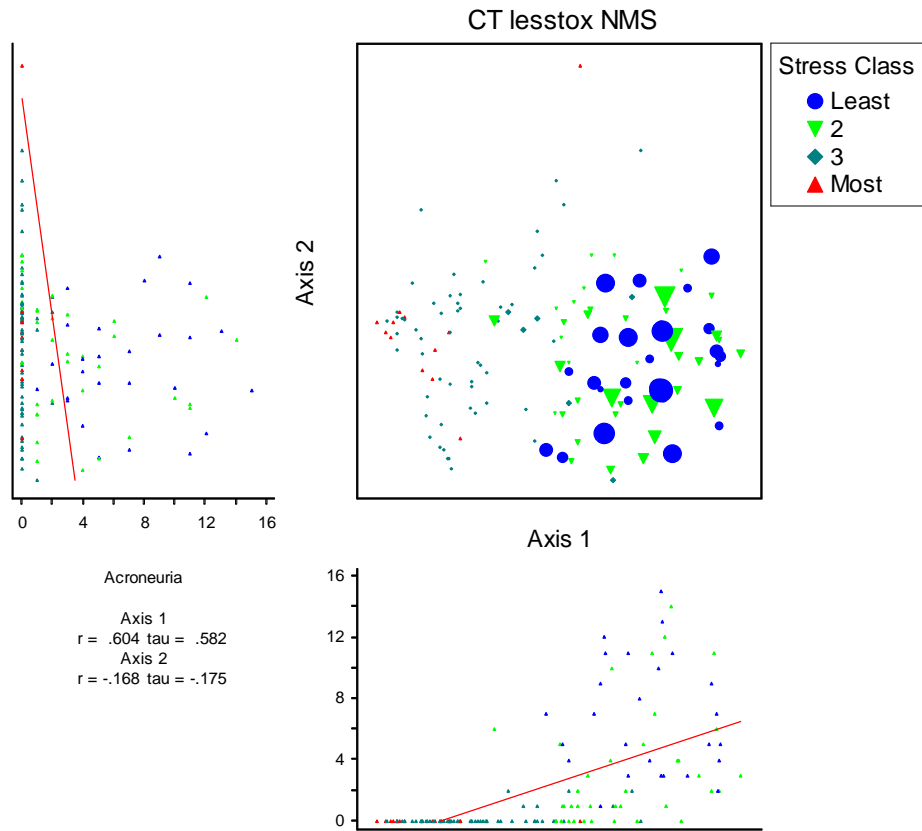 CT lesstox NMS
Stress Class
Least
2
3
Most
Axis 2
0 4 8 12 16
Axis 1
Acroneuria
Axis 1
r = .604 tau = .582
Axis 2
r = -.168 tau = -.175
16
12
8
4
0